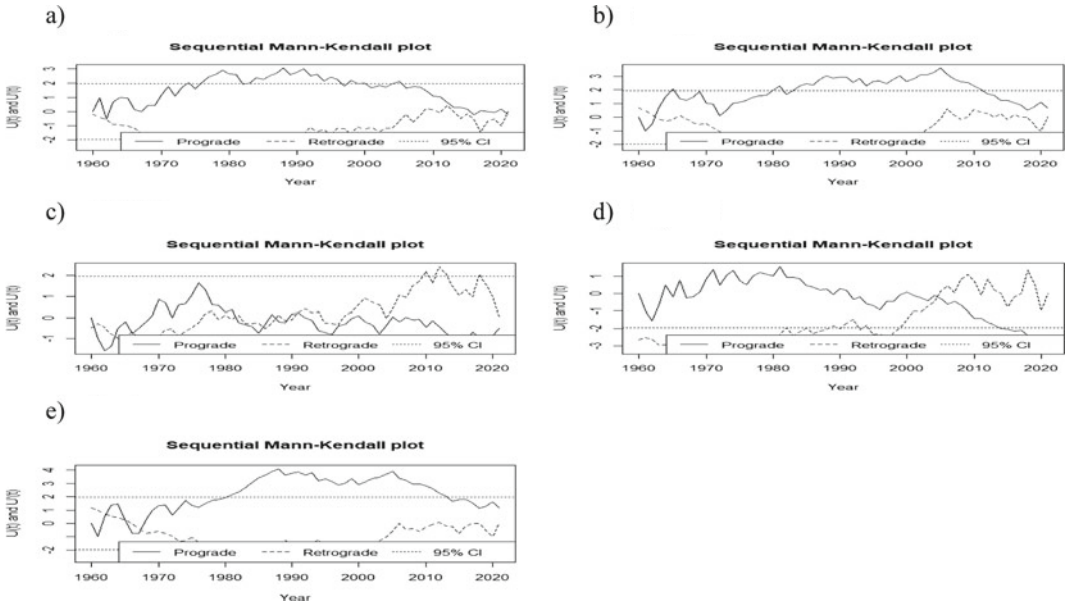 a)
Sequential Mann-Kendall plot
U(t) and U'(t)
3
2
1
0
-1
-2
Prograde Retrograde 95% CI
1960 1970 1980 1990 2000 2010 2020
Year
b)
Sequential Mann-Kendall plot
U(t) and U'(t)
3
2
1
0
-1
-2
Prograde Retrograde 95% CI
1960 1970 1980 1990 2000 2010 2020
Year
c)
Sequential Mann-Kendall plot
U(t) and U'(t)
2
1
0
-1
Prograde Retrograde 95% CI
1960 1970 1980 1990 2000 2010 2020
Year
d)
Sequential Mann-Kendall plot
U(t) and U'(t)
1
0
-1
-2
-3
Prograde Retrograde 95% CI
1960 1970 1980 1990 2000 2010 2020
Year
e)
Sequential Mann-Kendall plot
U(t) and U'(t)
4
3
2
1
0
-2
Prograde Retrograde 95% CI
1960 1970 1980 1990 2000 2010 2020
Year